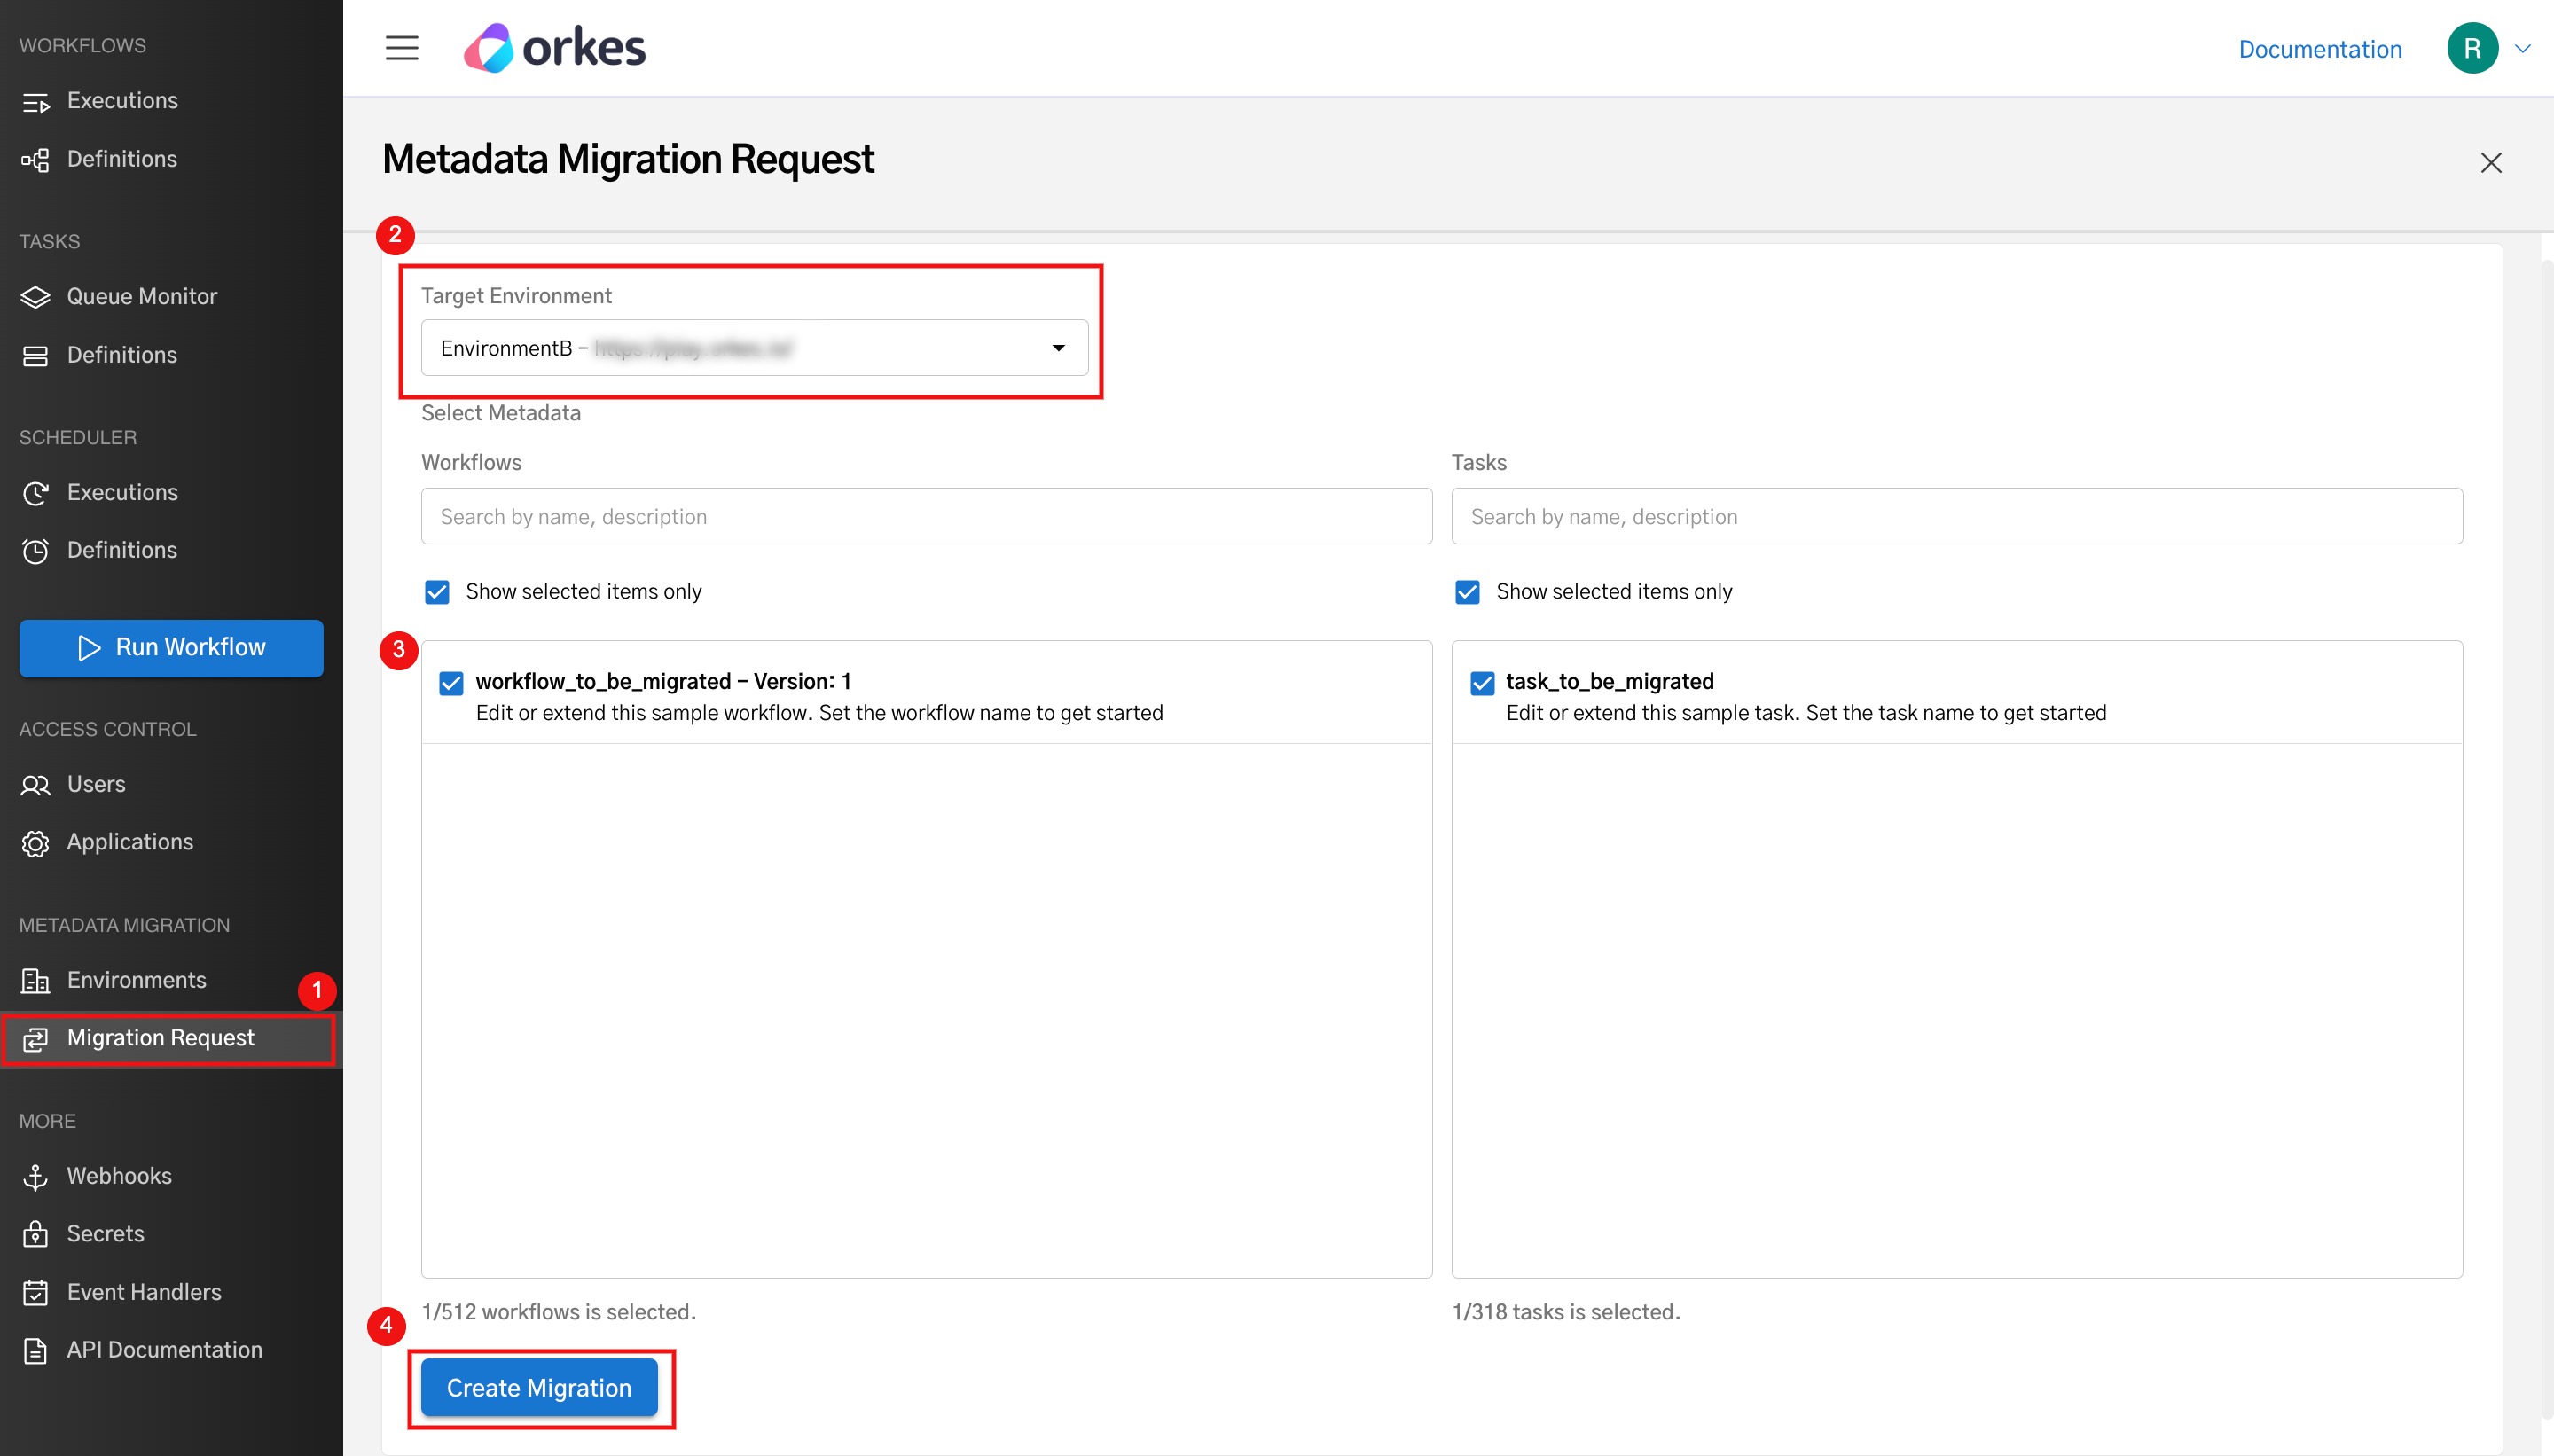 WORKFLOWS
Executions
Definitions
TASKS
Queue Monitor
Definitions
SCHEDULER
Executions
Definitions
Run Workflow
ACCESS CONTROL
Users
Applications
METADATA MIGRATION
Environments
1
Migration Request
MORE
Webhooks
Secrets
Event Handlers
API Documentation
orkes
Documentation
R
Metadata Migration Request
2
Target Environment
EnvironmentB –
Select Metadata
Workflows
Search by name, description
Show selected items only
3
workflow_to_be_migrated – Version: 1
Edit or extend this sample workflow. Set the workflow name to get started
1/512 workflows is selected.
Tasks
Search by name, description
Show selected items only
task_to_be_migrated
Edit or extend this sample task. Set the task name to get started
1/318 tasks is selected.
4
Create Migration